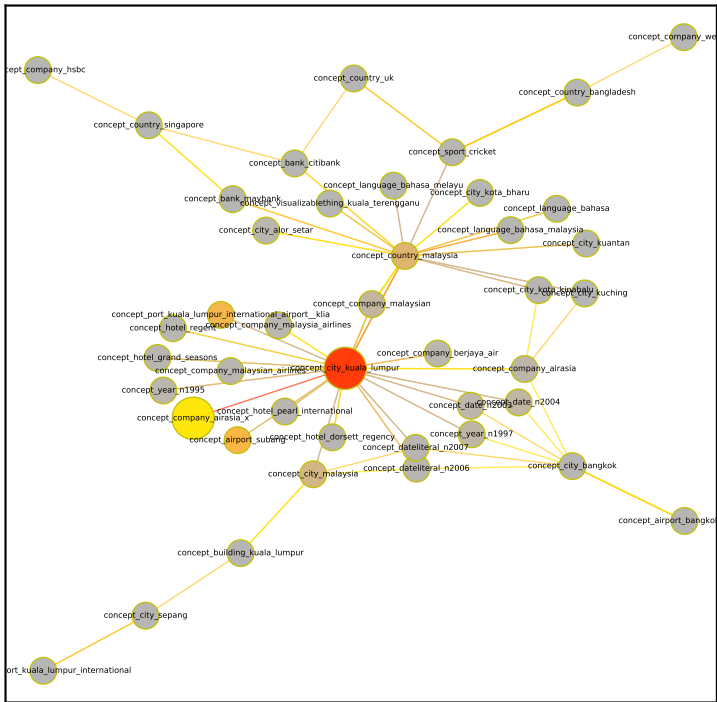 concept_company_we
cept_company_hsbc
concept_country_uk
concept_country_bangladesh
concept_country_singapore
concept_sport_cricket
concept_bank_citibank
concept_language_bahasa_melayu
concept_city_kota_bharu
concept_bank_maybank
concept_visualizablething_kuala_terengganu
concept_language_bahasa
concept_city_alor_setar
concept_language_bahasa_malaysia
concept_city_kuantan
concept_country_malaysia
concept_city_kota_kinabalu
concept_city_kuching
concept_company_malaysian
concept_port_kuala_lumpur_international_airport__klia
concept_hotel_regent
concept_company_malaysia_airlines
concept_company_berjaya_air
concept_hotel_grand_seasons
concept_city_kuala_lumpur
concept_company_malaysian_airlines
concept_company_airasia
concept_year_n1995
concept_date_n2004
concept_date_n2003
concept_hotel_pearl_international
concept_company_airasia_x
concept_year_n1997
concept_airport_subang
concept_hotel_dorsett_regency
concept_dateliteral_n2007
concept_city_bangkok
concept_dateliteral_n2006
concept_city_malaysia
concept_airport_bangkok
concept_building_kuala_lumpur
concept_city_sepang
ort_kuala_lumpur_international